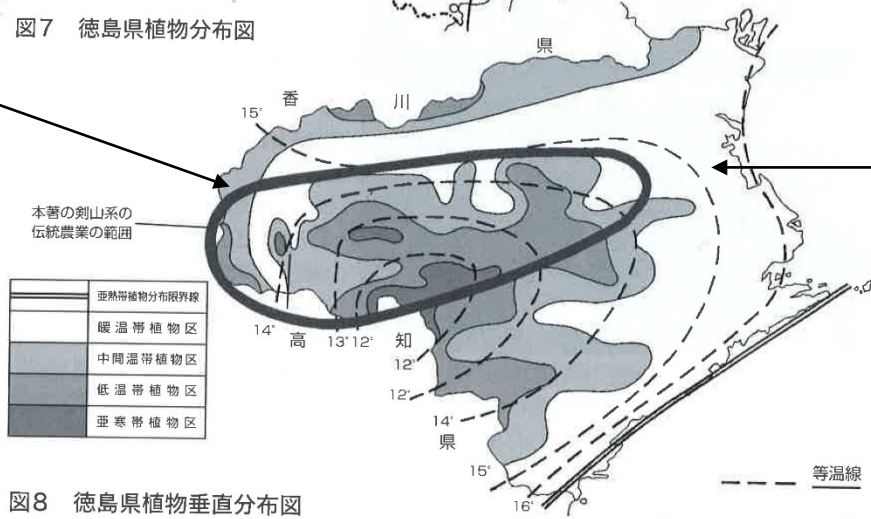 図7 徳島県植物分布図
香
川
県
15°
本著の剣山系の
伝統農業の範囲
亜熱帯植物分布限界線
暖温帯植物区
中間温帯植物区
低温帯植物区
亜寒帯植物区
14°
高
13°
12°
知
12°
12°
14°
県
15°
16°
等温線
図8 徳島県植物垂直分布図